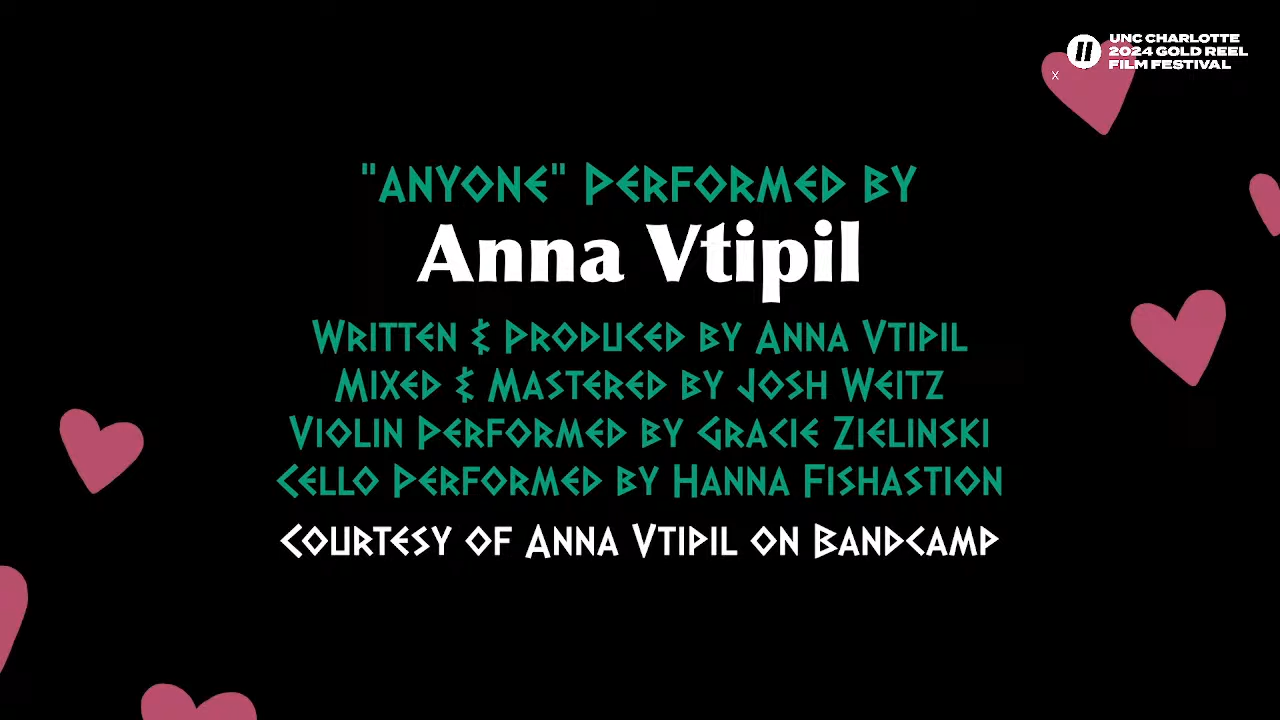 UNC CHARLOTTE
2024 GOLD REEL
FILM FESTIVAL
X
"ANYONE" PERFORMED BY
Anna Vtipil
WRITTEN & PRODUCED BY ANNA VTIPIL
MIXED & MASTERED BY JOSH WEITZ
VIOLIN PERFORMED BY GRACIE ZIELINSKI
CELLO PERFORMED BY HANNA FISHASTION
COURTESY OF ANNA VTIPIL ON BANDCAMP